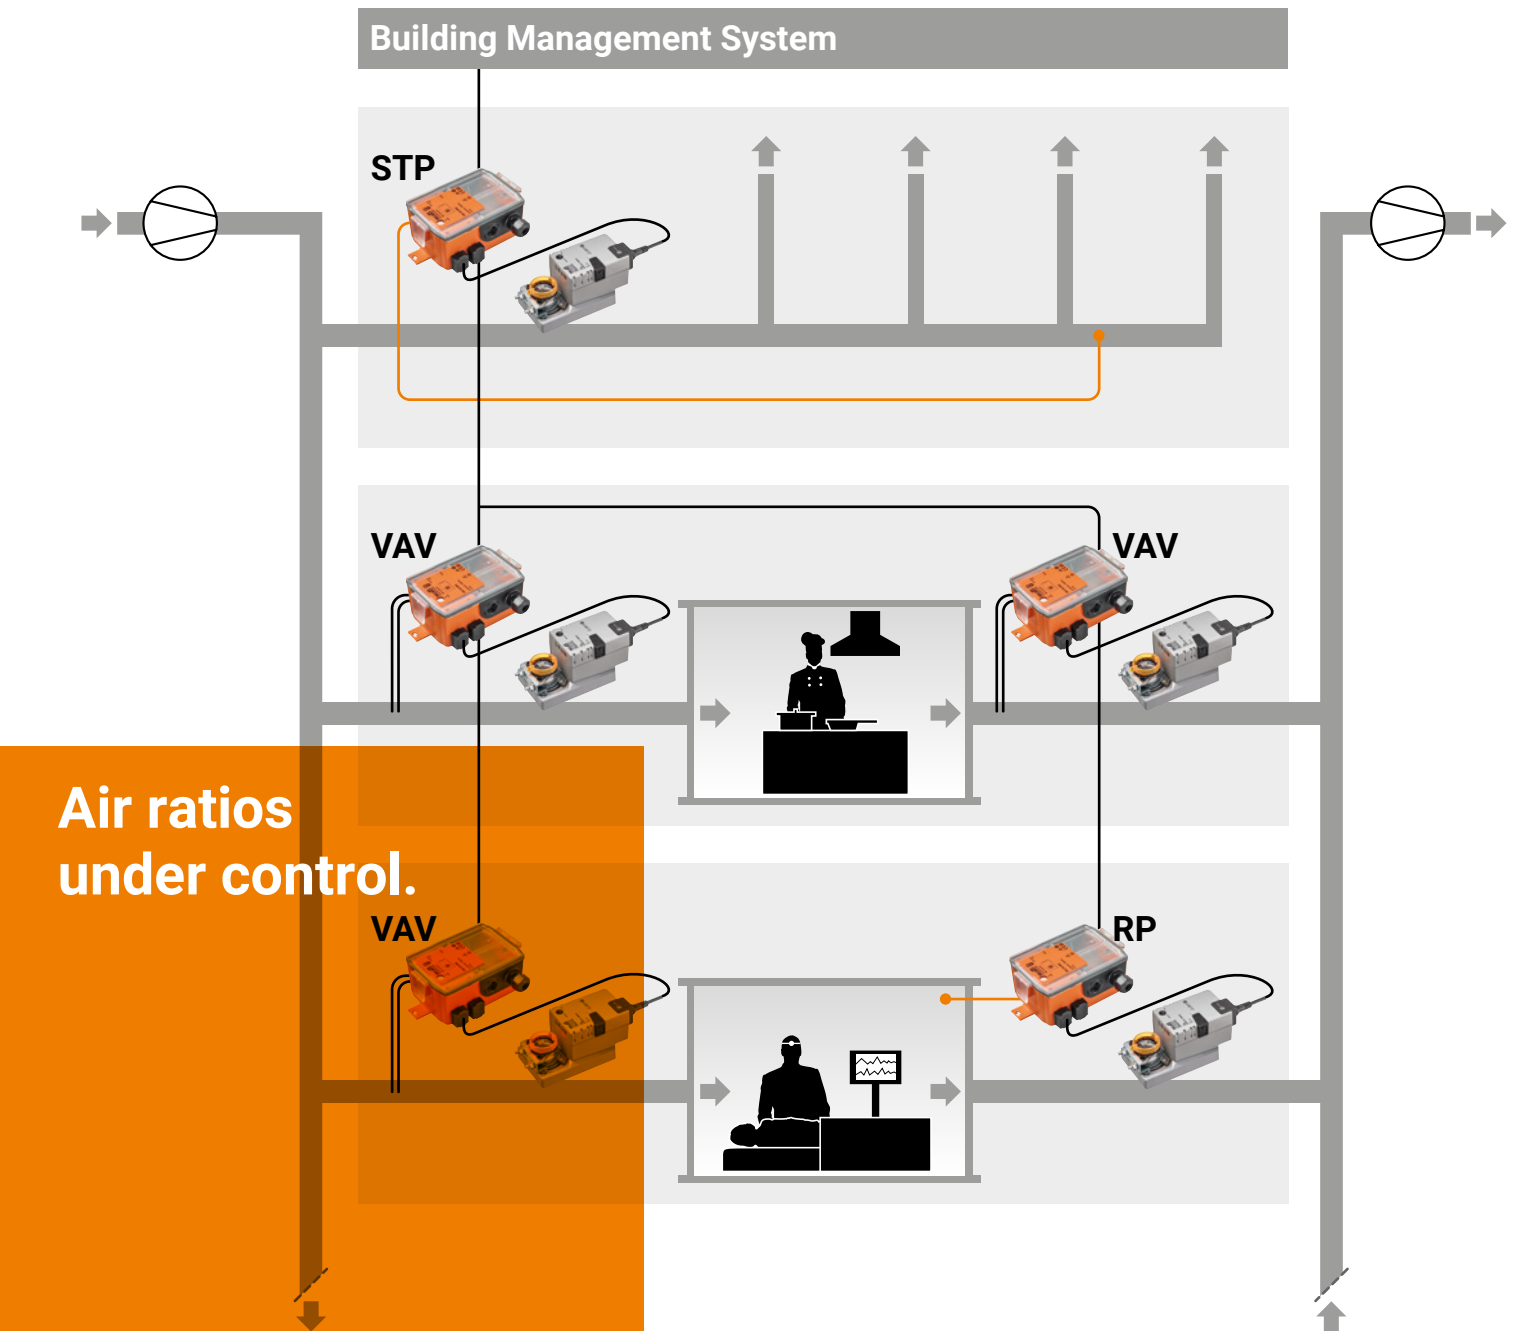 Building Management System
STP
VAV
VAV
Air ratios
under control.
VAV
RP